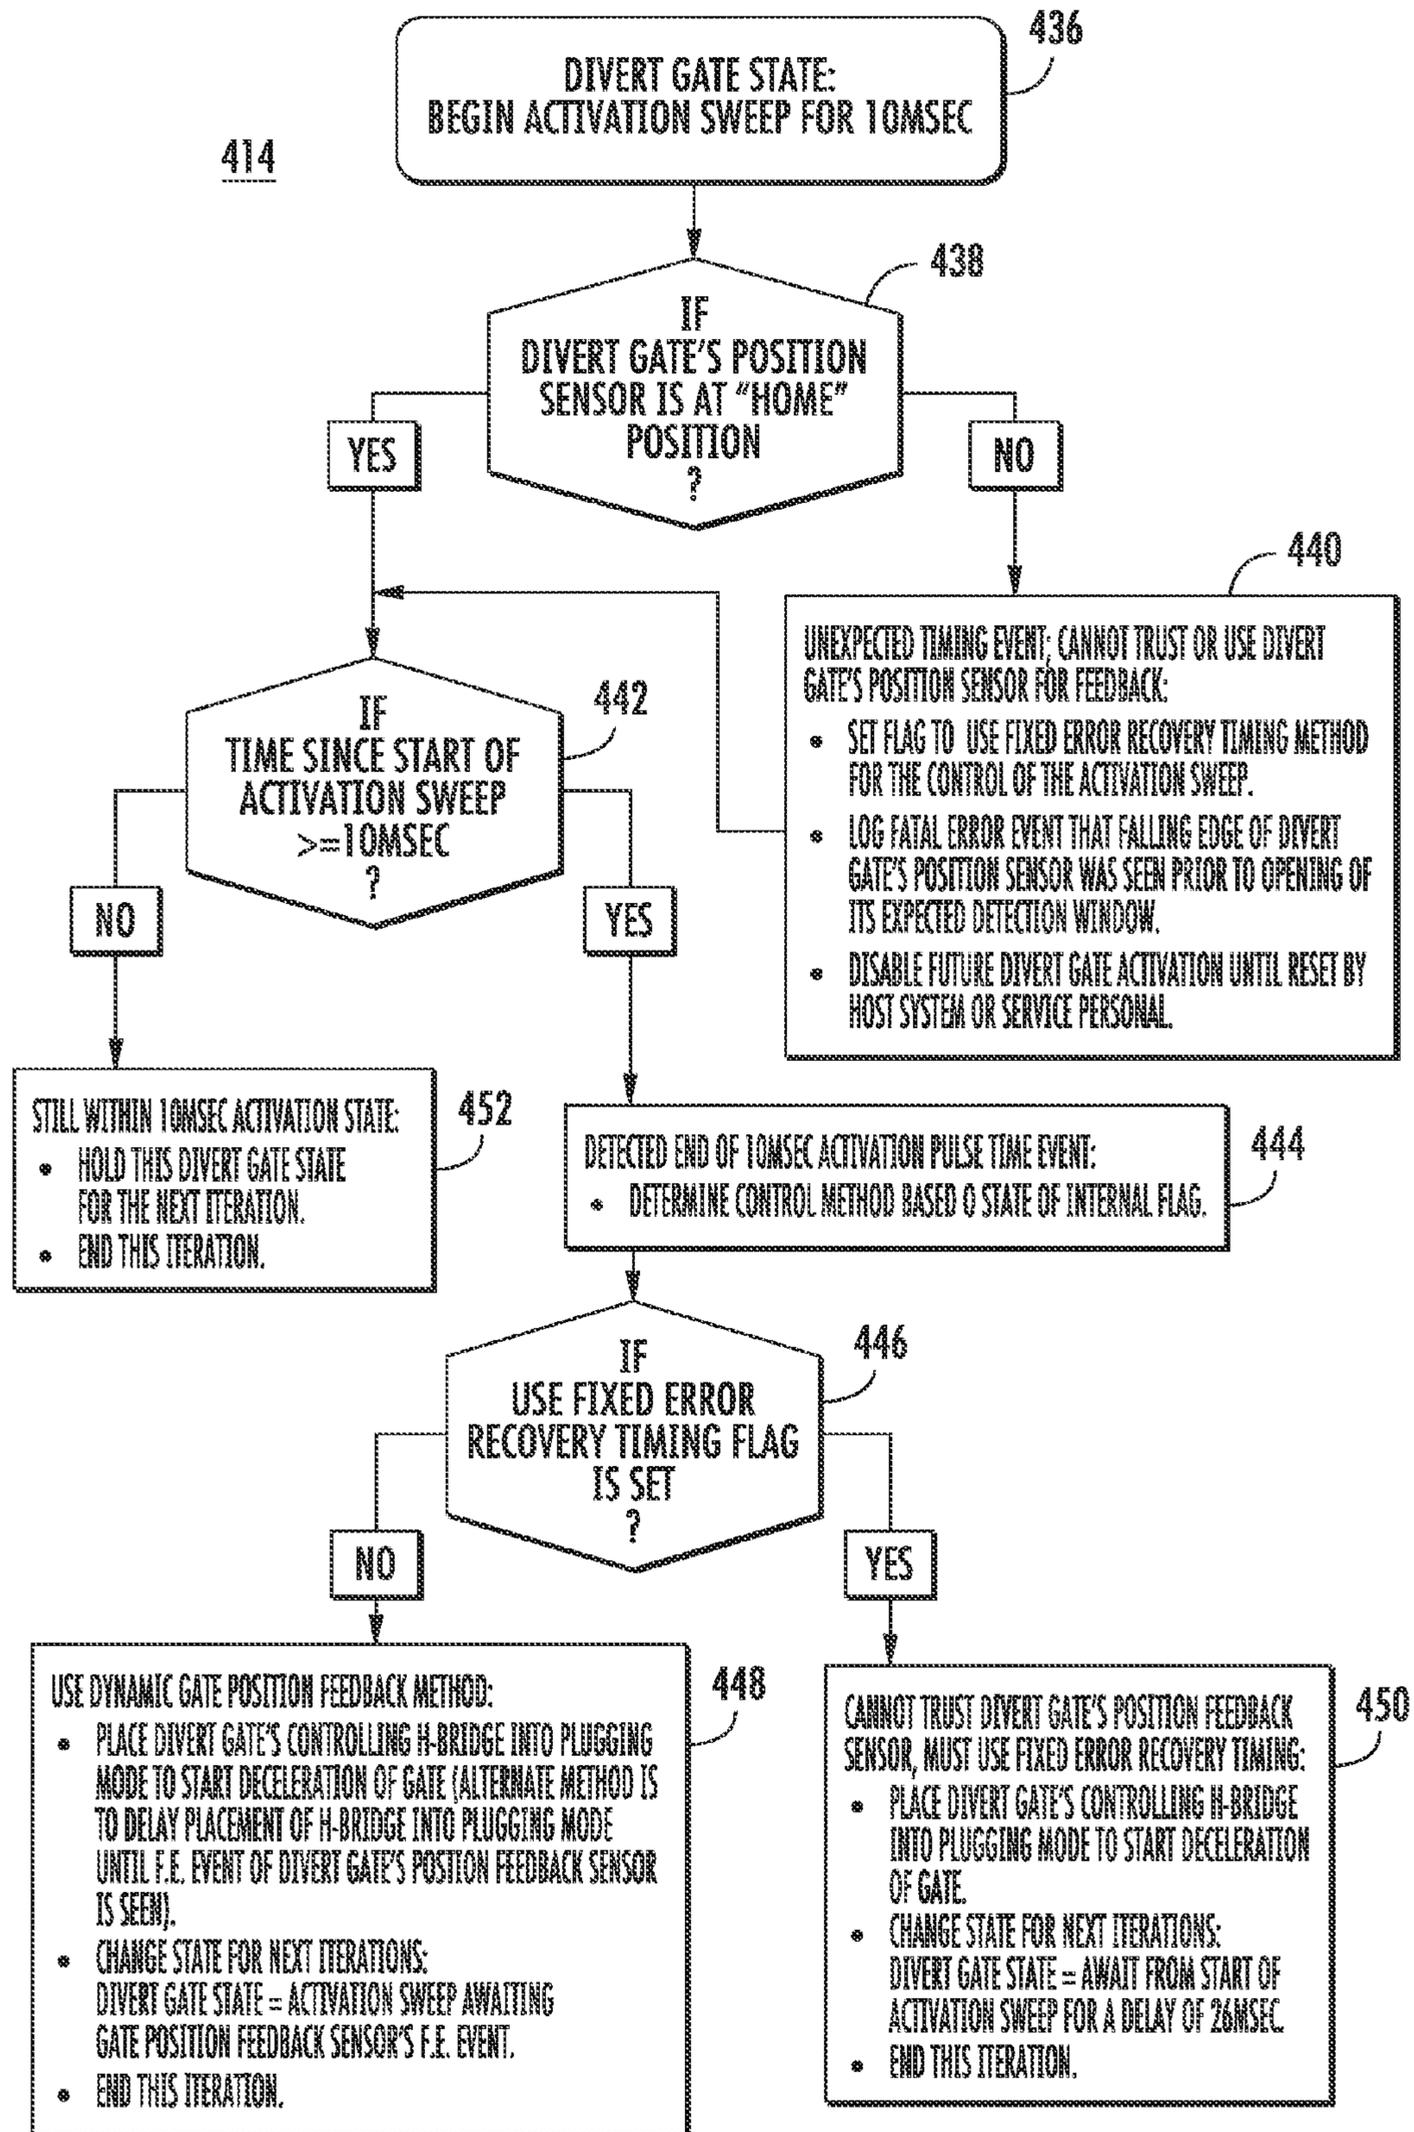 436
DIVERT GATE STATE:
BEGIN ACTIVATION SWEEP FOR 10MSEC
414
438
IF
DIVERT GATE'S POSITION
SENSOR IS AT "HOME"
POSITION
?
YES
NO
440
UNEXPECTED TIMING EVENT; CANNOT TRUST OR USE DIVERT
GATE'S POSITION SENSOR FOR FEEDBACK:
• SET FLAG TO USE FIXED ERROR RECOVERY TIMING METHOD
FOR THE CONTROL OF THE ACTIVATION SWEEP.
• LOG FATAL ERROR EVENT THAT FALLING EDGE OF DIVERT
GATE'S POSITION SENSOR WAS SEEN PRIOR TO OPENING OF
ITS EXPECTED DETECTION WINDOW.
• DISABLE FUTURE DIVERT GATE ACTIVATION UNTIL RESET BY
HOST SYSTEM OR SERVICE PERSONAL.
442
IF
TIME SINCE START OF
ACTIVATION SWEEP
>=10MSEC
?
NO
YES
452
STILL WITHIN 10MSEC ACTIVATION STATE:
• HOLD THIS DIVERT GATE STATE
FOR THE NEXT ITERATION.
• END THIS ITERATION.
444
DETECTED END OF 10MSEC ACTIVATION PULSE TIME EVENT:
• DETERMINE CONTROL METHOD BASED O STATE OF INTERNAL FLAG.
446
IF
USE FIXED ERROR
RECOVERY TIMING FLAG
IS SET
?
NO
YES
448
USE DYNAMIC GATE POSITION FEEDBACK METHOD:
• PLACE DIVERT GATE'S CONTROLLING H-BRIDGE INTO PLUGGING
MODE TO START DECELERATION OF GATE (ALTERNATE METHOD IS
TO DELAY PLACEMENT OF H-BRIDGE INTO PLUGGING MODE
UNTIL F.E. EVENT OF DIVERT GATE'S POSTION FEEDBACK SENSOR
IS SEEN).
• CHANGE STATE FOR NEXT ITERATIONS:
DIVERT GATE STATE = ACTIVATION SWEEP AWAITING
GATE POSITION FEEDBACK SENSOR'S F.E. EVENT.
• END THIS ITERATION.
450
CANNOT TRUST DIVERT GATE'S POSITION FEEDBACK
SENSOR, MUST USE FIXED ERROR RECOVERY TIMING:
• PLACE DIVERT GATE'S CONTROLLING H-BRIDGE
INTO PLUGGING MODE TO START DECELERATION
OF GATE.
• CHANGE STATE FOR NEXT ITERATIONS:
DIVERT GATE STATE = AWAIT FROM START OF
ACTIVATION SWEEP FOR A DELAY OF 26MSEC
• END THIS ITERATION.